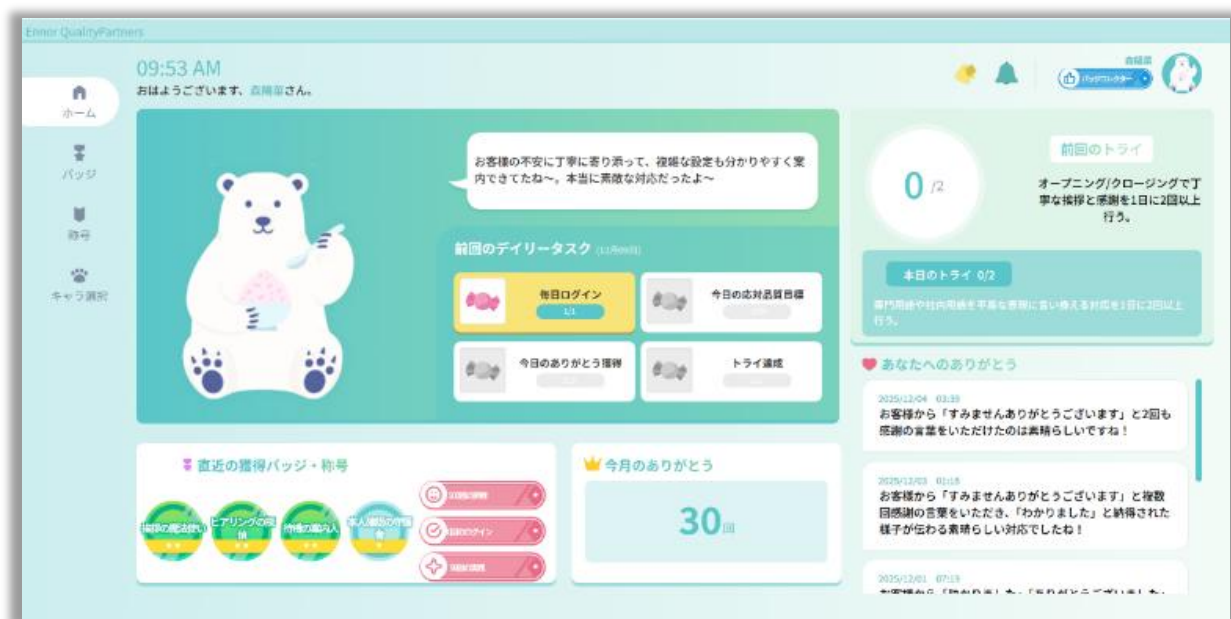 Ennor QualityPartners
09:53 AM
おはようございます、
さんん。
ホーム
バッジ
称号
キャラ選択
お客様の不安に丁寧に寄り添って、複雑な設定も分かりやすく案
内できてたね〜。本当に素敵な対応だったよ〜
前回のデイリータスク
毎日ログイン
1/1
今日の応対品質目標
今日のありがとう獲得
トライ達成
直近の獲得バッジ・称号
今月のありがとう
30回
0 /2
前回のトライ
オープニング/クロージングで丁
寧な挨拶と感謝を1日に2回以上
行う。
本日のトライ 0/2
専門用語や社内用語を平易な表現に言い換える対応を1日に2回以上
行う。
あなたへのありがとう
2025/12/04
お客様から「すみませんありがとうございます」と2回も
感謝の言葉をいただけたのは素晴らしいですね！
2025/12/03 01:18
お客様から「すみませんありがとうございます」と複数
回感謝の言葉をいただき、「わかりました」と納得された
様子が伝わる素晴らしい対応でしたね！
2025/12/01 07:19